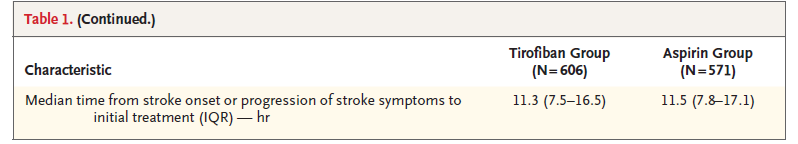 Table 1. (Continued.)
Characteristic
Tirofiban Group
(N=606)
Aspirin Group
(N=571)
Median time from stroke onset or progression of stroke symptoms to
initial treatment (IQR) — hr
11.3 (7.5–16.5)
11.5 (7.8–17.1)